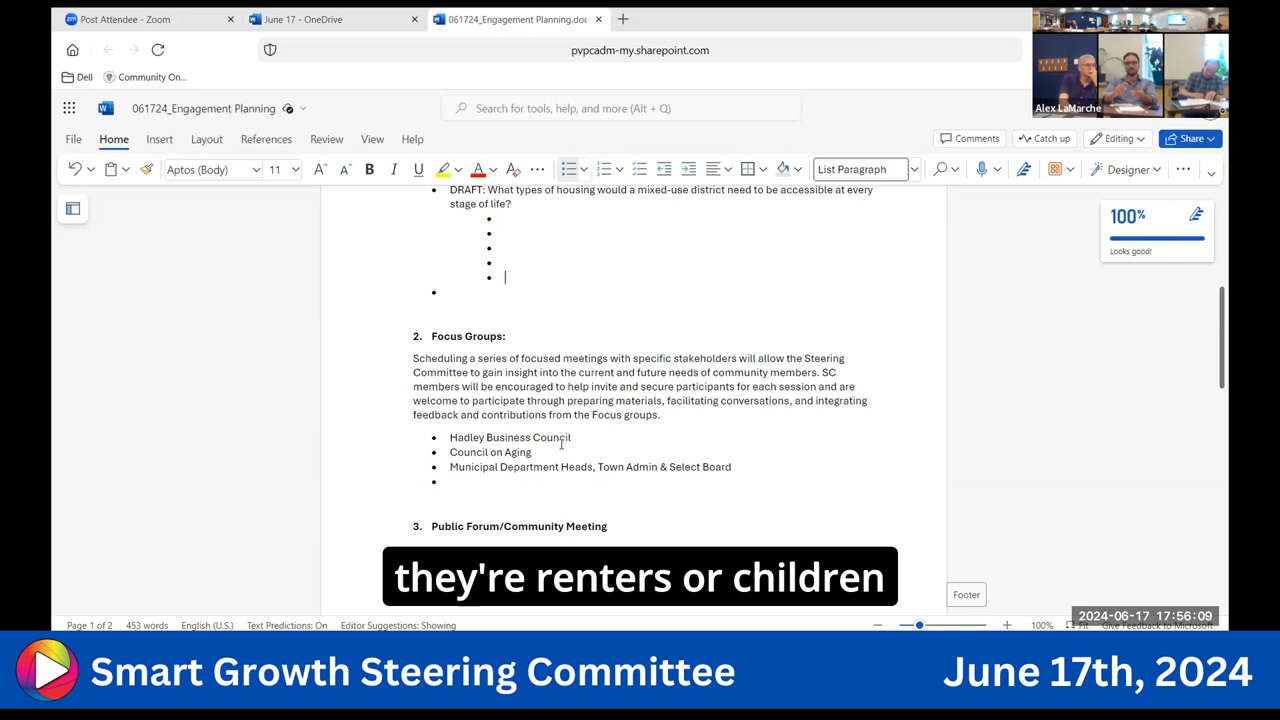 Post Attendee - Zoom
June 17 - OneDrive
061724_Engagement Planning.doc
pvpcadm-my.sharepoint.com
Dell
Community On...
061724_Engagement Planning
Search for tools, help, and more (Alt + Q)
Alex LaMarche
File
Home
Insert
Layout
References
Review
View
Help
Comments
Catch up
Editing
Share
Aptos (Body)
11
List Paragraph
Designer
DRAFT: What types of housing would a mixed-use district need to be accessible at every
stage of life?
100%
Looks good!
2. Focus Groups:
Scheduling a series of focused meetings with specific stakeholders will allow the Steering
Committee to gain insight into the current and future needs of community members. SC
members will be encouraged to help invite and secure participants for each session and are
welcome to participate through preparing materials, facilitating conversations, and integrating
feedback and contributions from the Focus groups.
Hadley Business Council
Council on Aging
Municipal Department Heads, Town Admin & Select Board
3. Public Forum/Community Meeting
they're renters or children
Footer
2024-06-17 17:56:09
Page 1 of 2
453 words
English (U.S.)
Text Predictions: On
Editor Suggestions: Showing
100%
Fit
Give Feedback to Microsoft
Smart Growth Steering Committee
June 17th, 2024